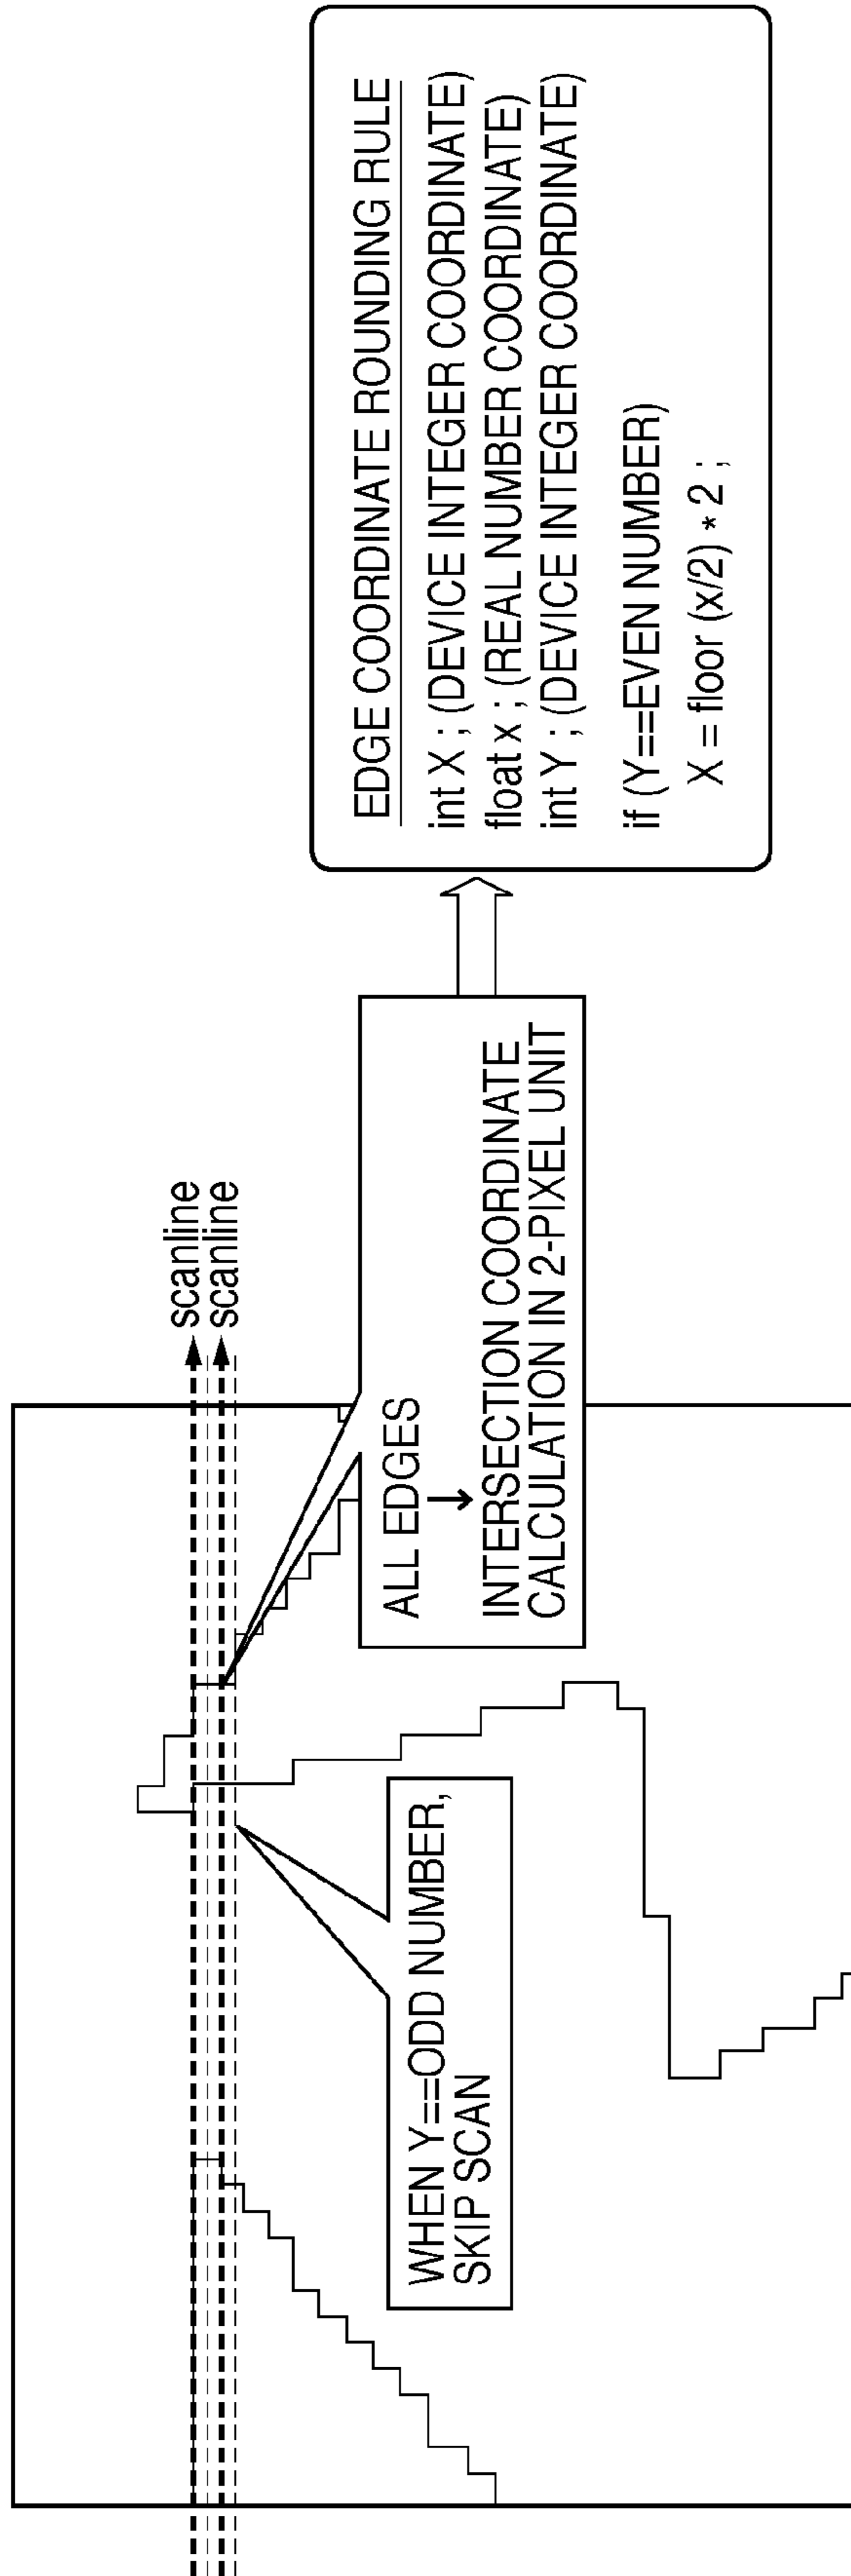 scanline
scanline
WHEN Y==ODD NUMBER,
SKIP SCAN
ALL EDGES
↓
INTERSECTION COORDINATE
CALCULATION IN 2-PIXEL UNIT
EDGE COORDINATE ROUNDING RULE
int X ; (DEVICE INTEGER COORDINATE)
float x ; (REAL NUMBER COORDINATE)
int Y ; (DEVICE INTEGER COORDINATE)
if (Y==EVEN NUMBER)
X = floor (x/2) * 2 ;